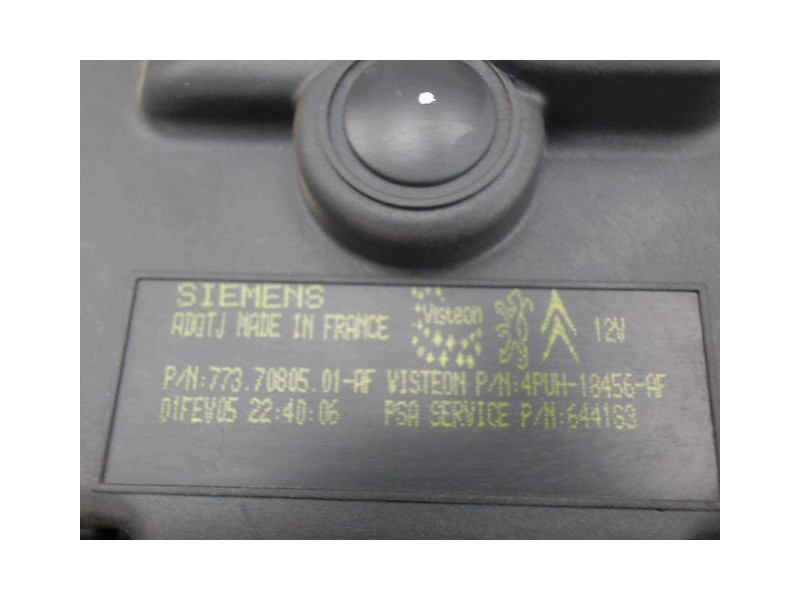 SIEMENS
ADQTJ MADE IN FRANCE
Visteon
12V
P/N:773.70805.01-AF VISTEON P/N:4PUH-18456-AF
01FEV05 22:40:06 PSA SERVICE P/N:6441S3